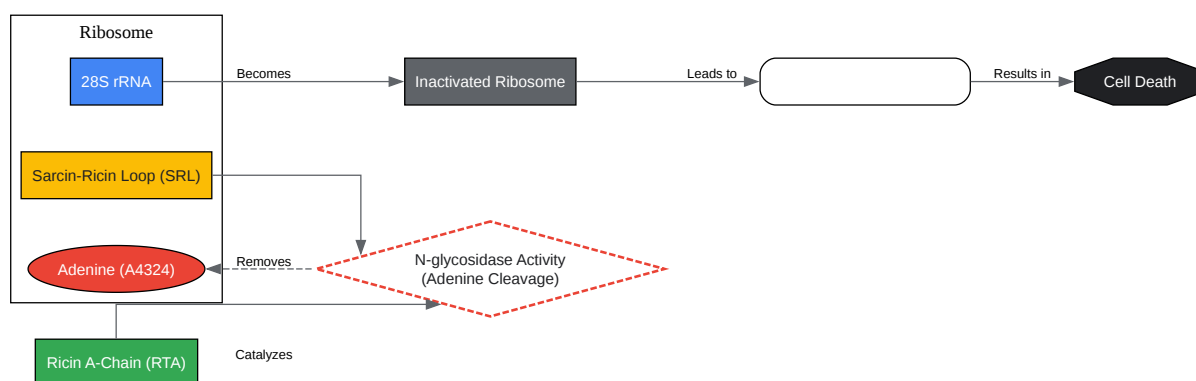 Ribosome
28S rRNA
Becomes
Inactivated Ribosome
Leads to
Results in
Cell Death
Sarcin-Ricin Loop (SRL)
Adenine (A4324)
Removes
N-glycosidase Activity
(Adenine Cleavage)
Ricin A-Chain (RTA)
Catalyzes